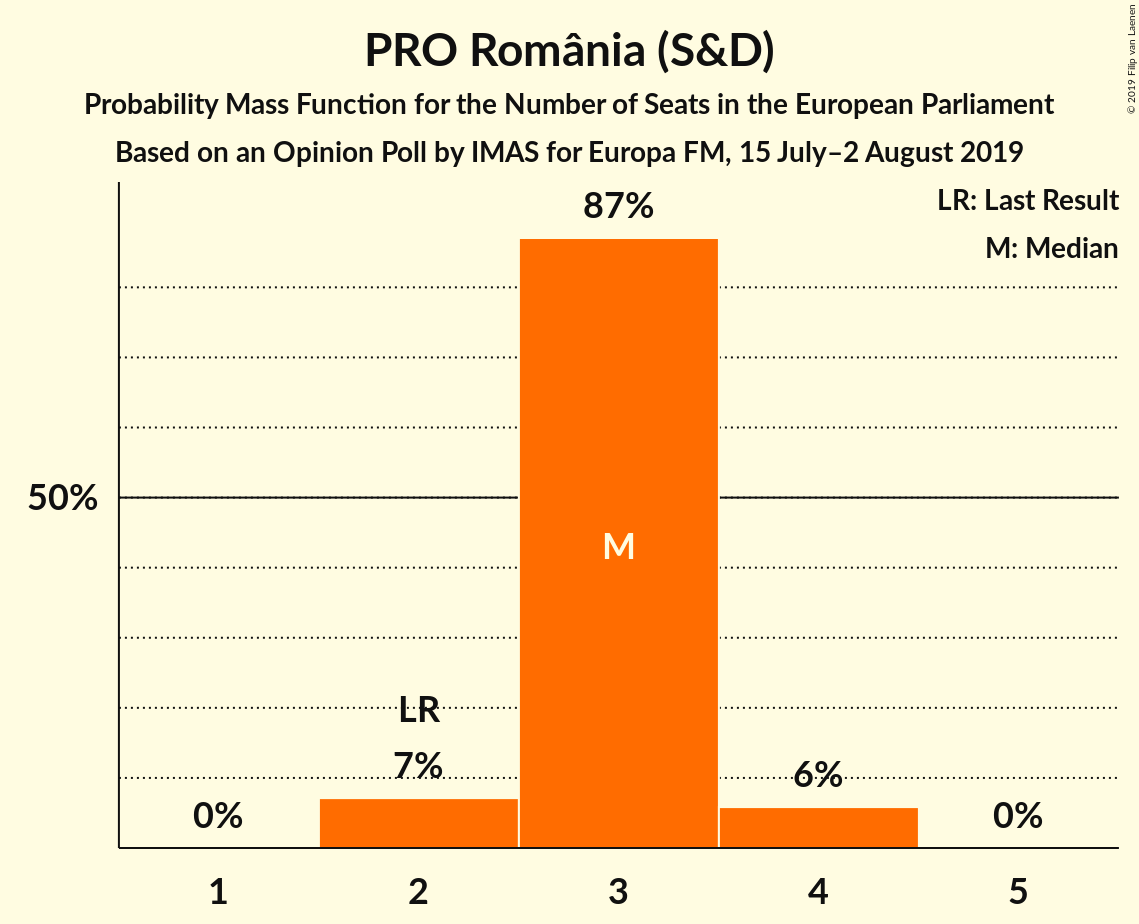 PRO România (S&D)
Probability Mass Function for the Number of Seats in the European Parliament
Based on an Opinion Poll by IMAS for Europa FM, 15 July–2 August 2019
© 2019 Filip van Laenen
LR: Last Result
M: Median
87%
50%
M
LR
7%
6%
0%
0%
1 2 3 4 5